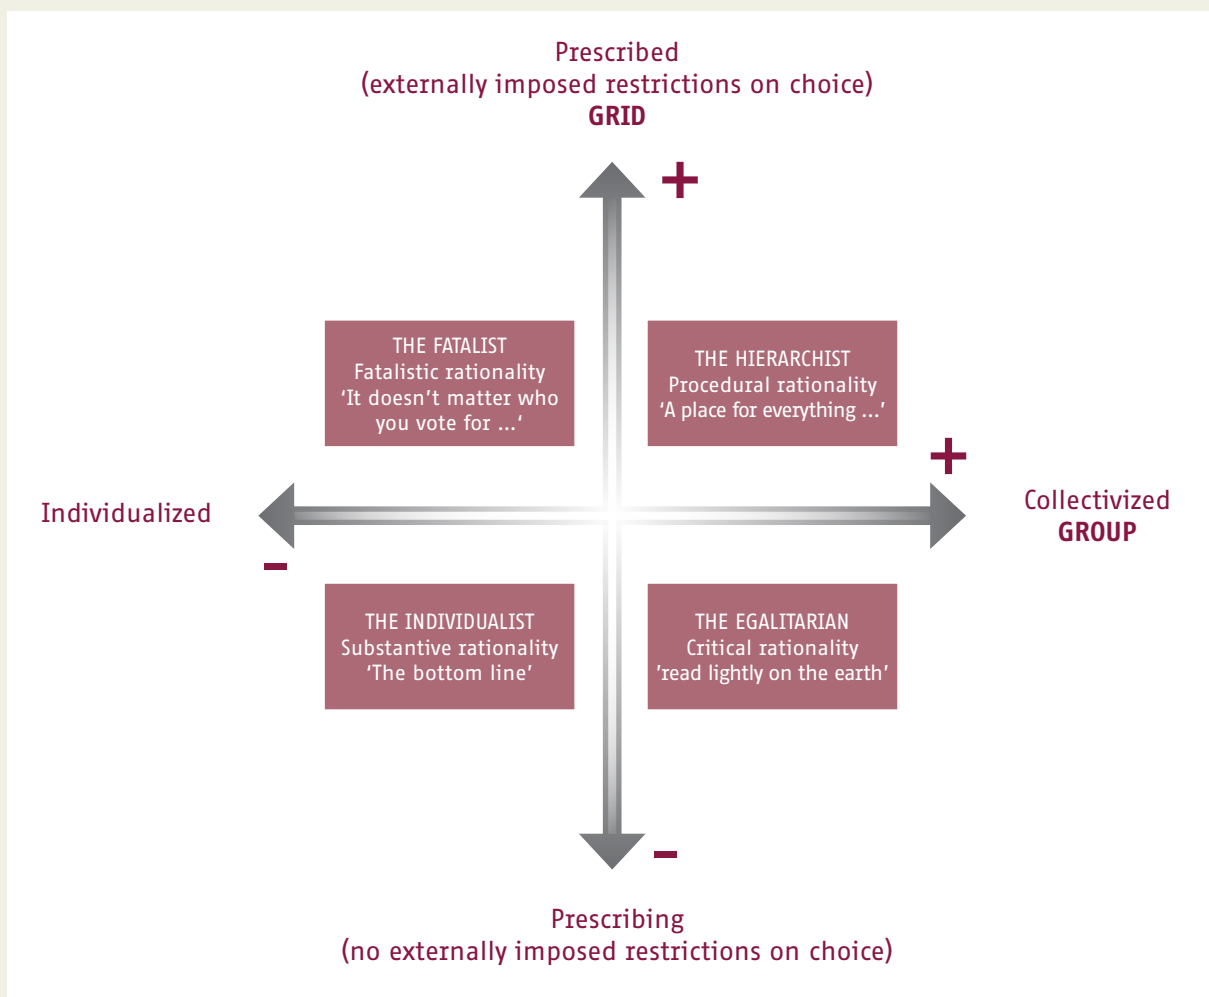 Prescribed
(externally imposed restrictions on choice)
GRID
+
THE FATALIST
Fatalistic rationality
‘It doesn’t matter who
you vote for ...‘
THE HIERARCHIST
Procedural rationality
‘A place for everything ...’
+
Individualized
Collectivized
GROUP
–
THE INDIVIDUALIST
Substantive rationality
‘The bottom line’
THE EGALITARIAN
Critical rationality
'read lightly on the earth’
–
Prescribing
(no externally imposed restrictions on choice)